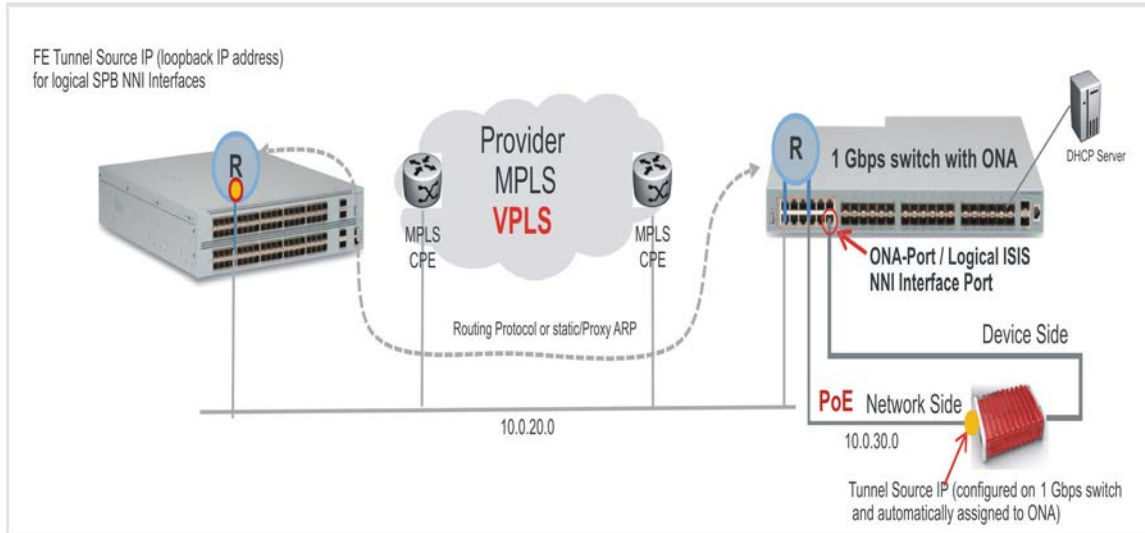 FE Tunnel Source IP (loopback IP address)
for logical SPB NNI Interfaces
R
Provider
MPLS
VPLS
MPLS
CPE
MPLS
CPE
R
1 Gbps switch with ONA
DHCP Server
ONA-Port / Logical ISIS
NNI Interface Port
Routing Protocol or static/Proxy ARP
Device Side
PoE Network Side
10.0.20.0
10.0.30.0
Tunnel Source IP (configured on 1 Gbps switch
and automatically assigned to ONA)